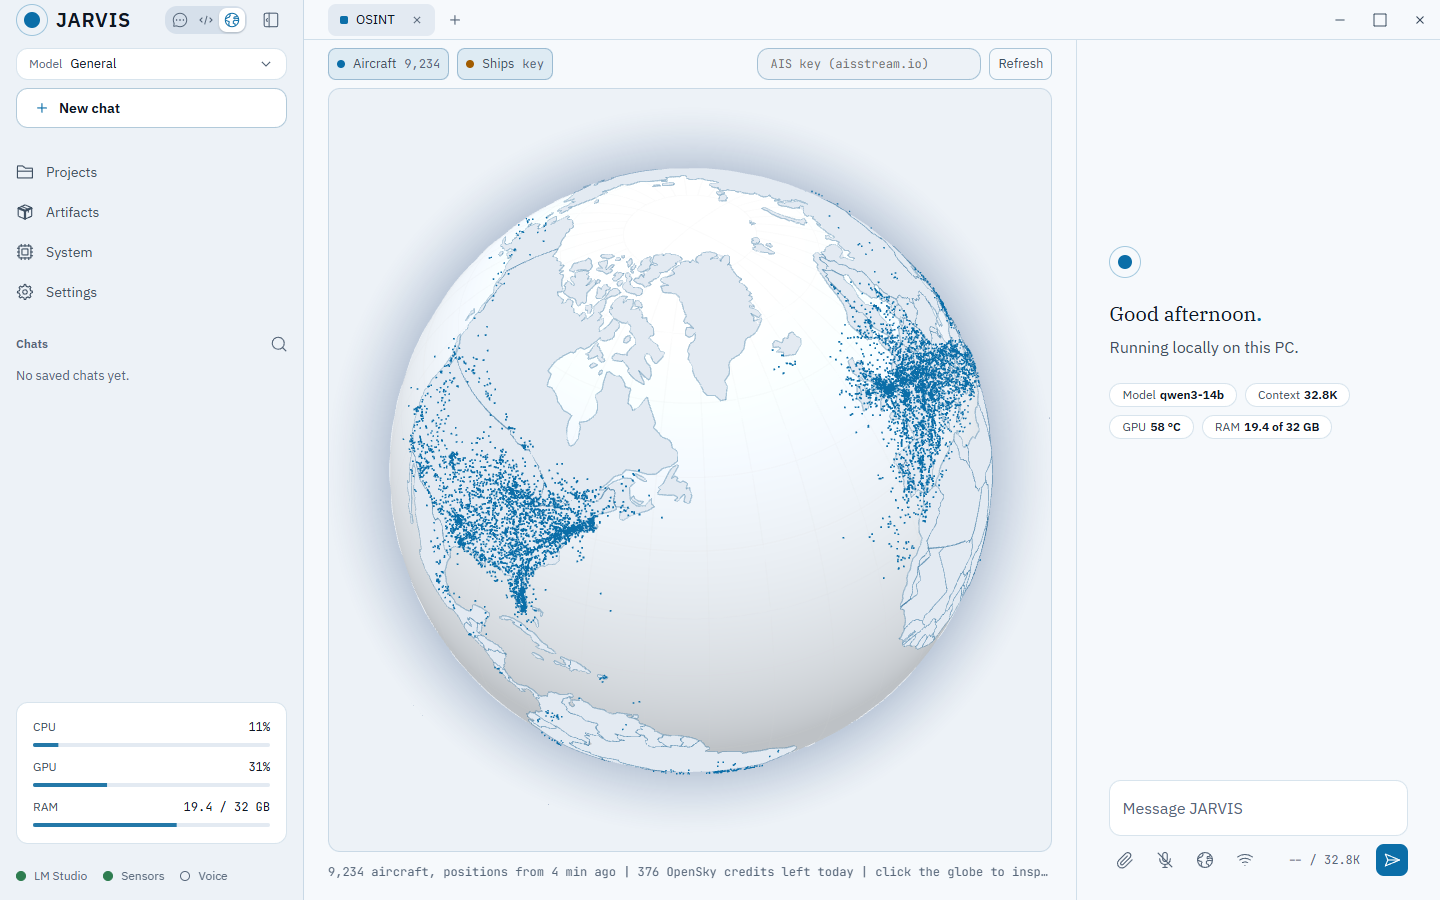 JARVIS
Model General
New chat
Projects
Artifacts
System
Settings
Chats
No saved chats yet.
CPU 11%
GPU 31%
RAM 19.4 / 32 GB
LM Studio Sensors Voice
OSINT
Aircraft 9,234 Ships key AIS key (aisstream.io) Refresh
9,234 aircraft, positions from 4 min ago | 376 OpenSky credits left today | click the globe to insp…
Good afternoon.
Running locally on this PC.
Model qwen3-14b Context 32.8K
GPU 58 °C RAM 19.4 of 32 GB
Message JARVIS
-- / 32.8K